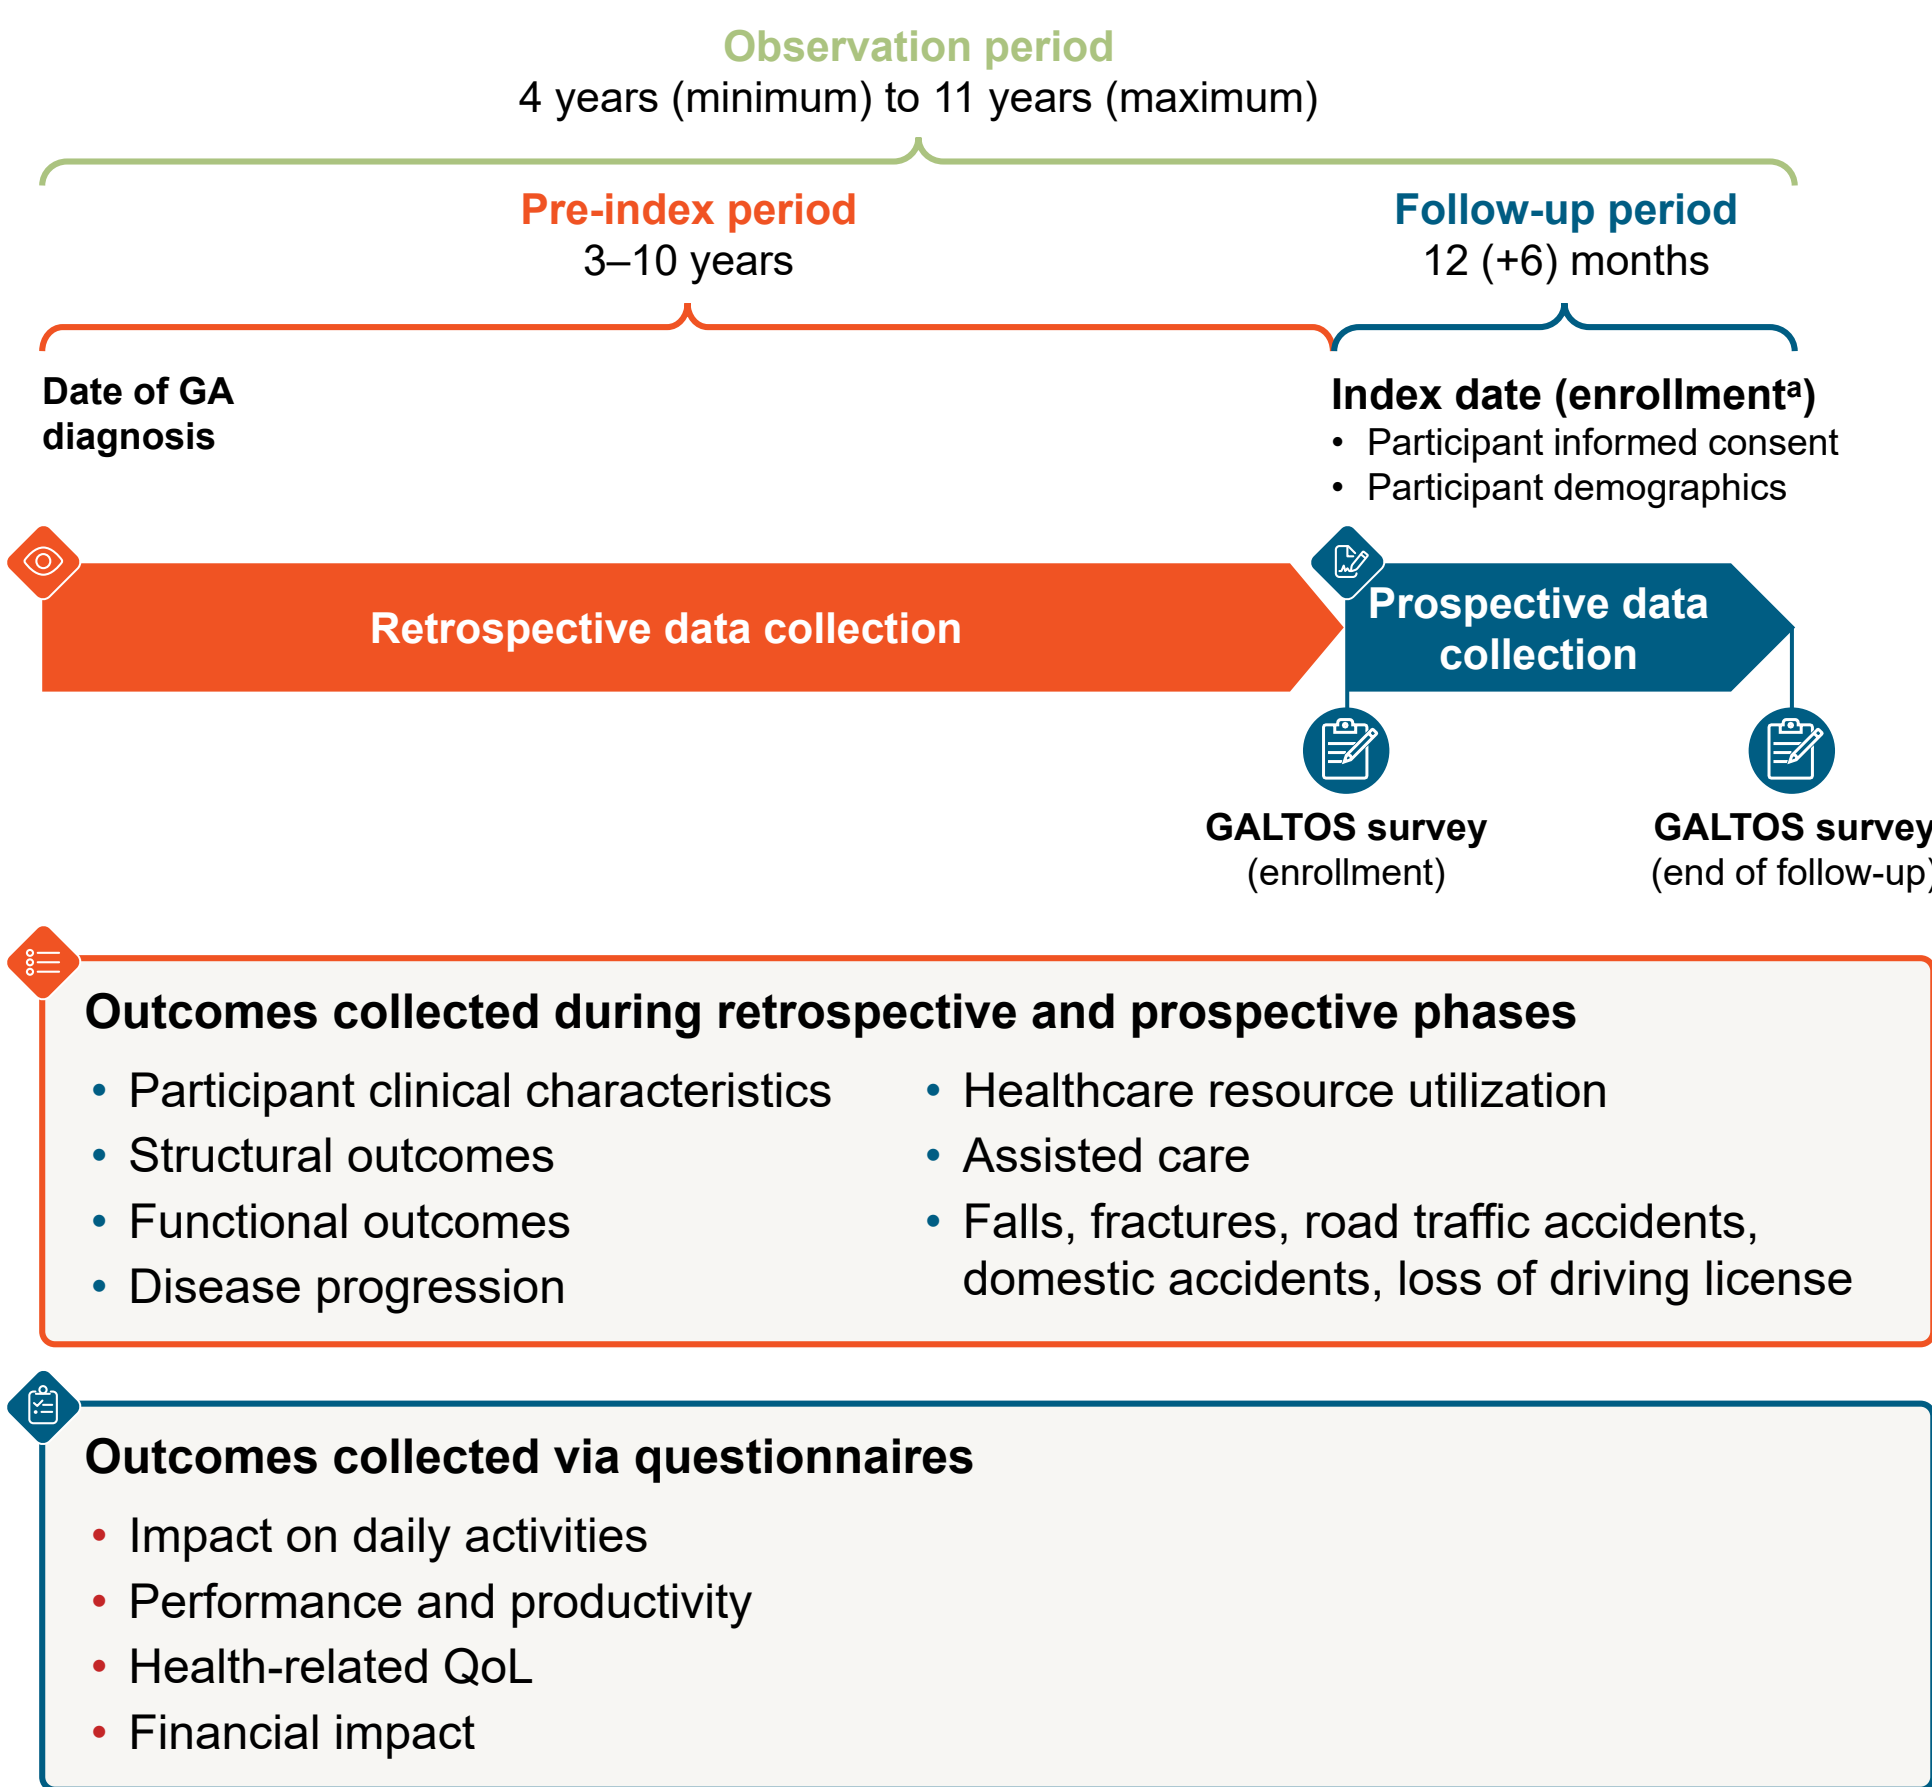 Observation period
4 years (minimum) to 11 years (maximum)
Pre-index period
3–10 years
Follow-up period
12 (+6) months
Date of GA
diagnosis
Index date (enrollmentᵃ)
• Participant informed consent
• Participant demographics
Retrospective data collection
Prospective data
collection
GALTOS survey
(enrollment)
GALTOS survey
(end of follow-up)
Outcomes collected during retrospective and prospective phases
• Participant clinical characteristics
• Structural outcomes
• Functional outcomes
• Disease progression
• Healthcare resource utilization
• Assisted care
• Falls, fractures, road traffic accidents,
domestic accidents, loss of driving license
Outcomes collected via questionnaires
• Impact on daily activities
• Performance and productivity
• Health-related QoL
• Financial impact